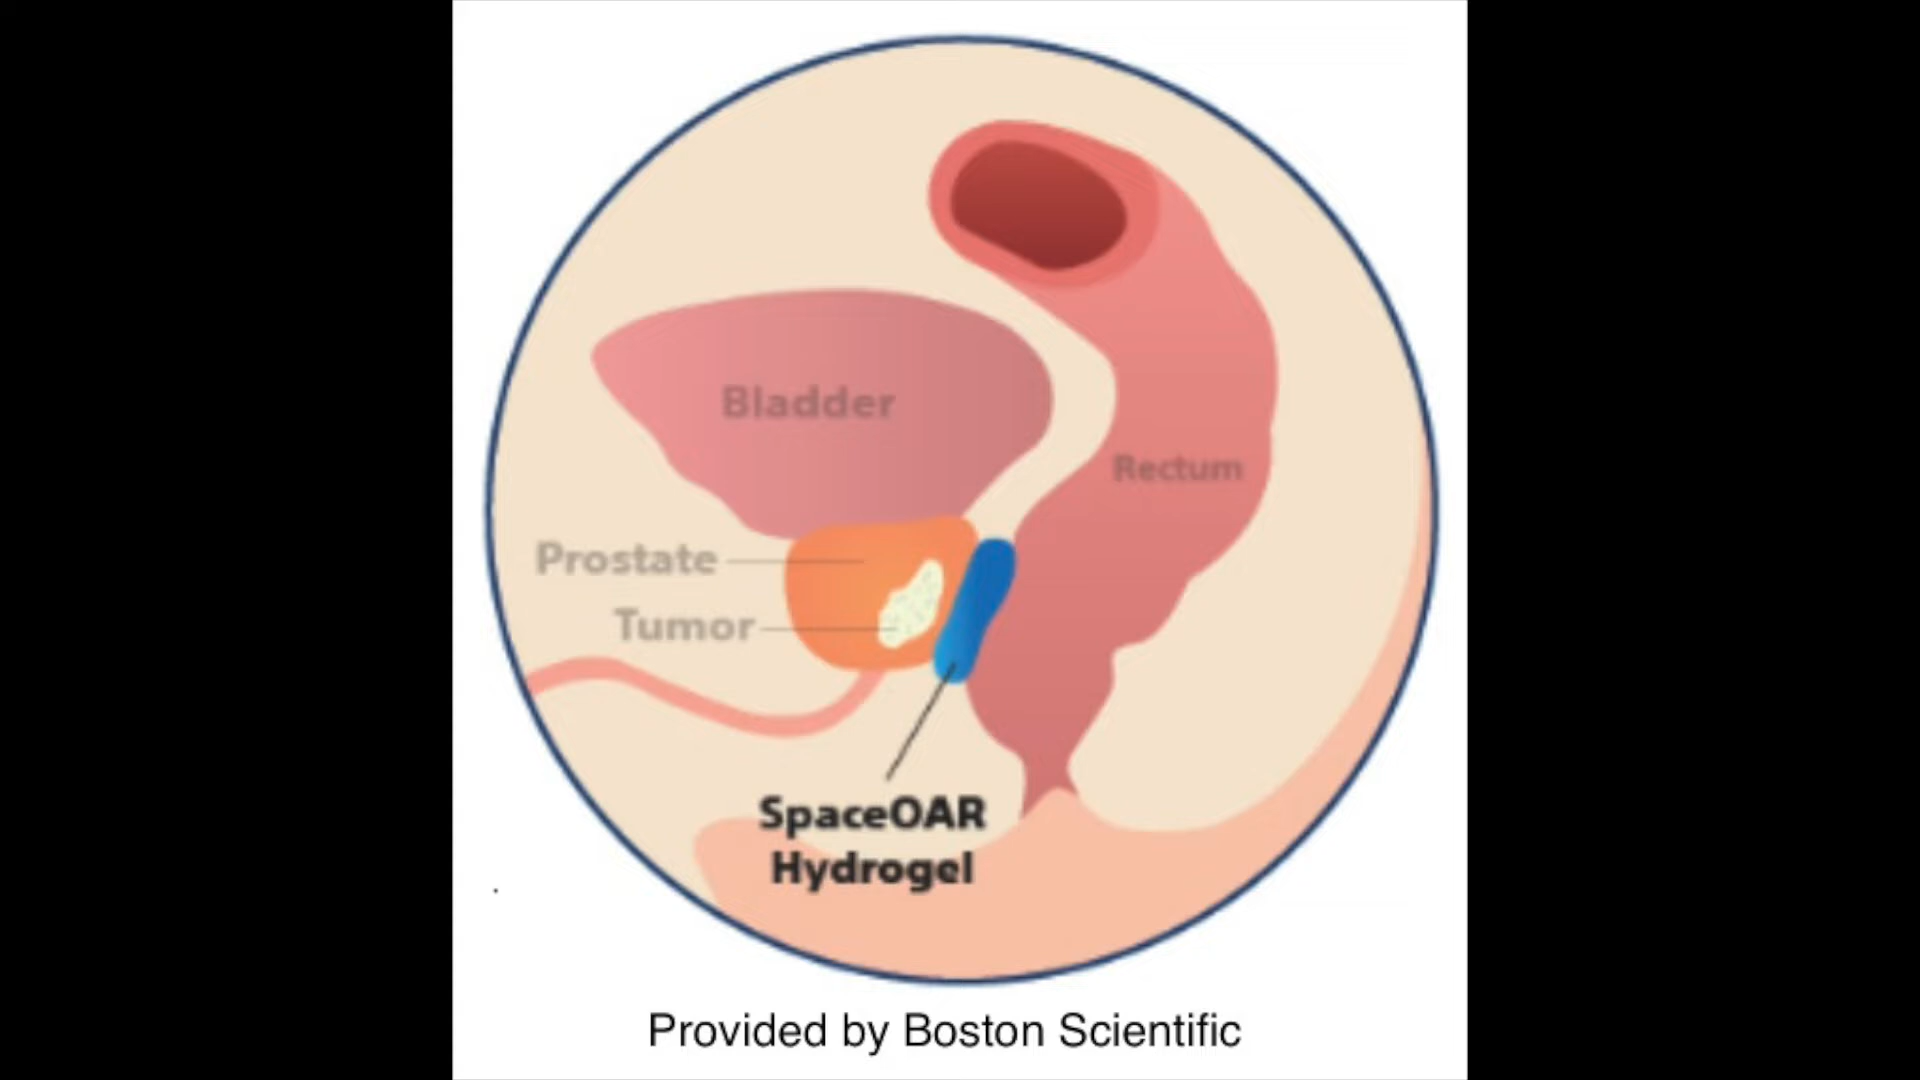 Bladder
Rectum
Prostate
Tumor
SpaceOAR
Hydrogel
Provided by Boston Scientific